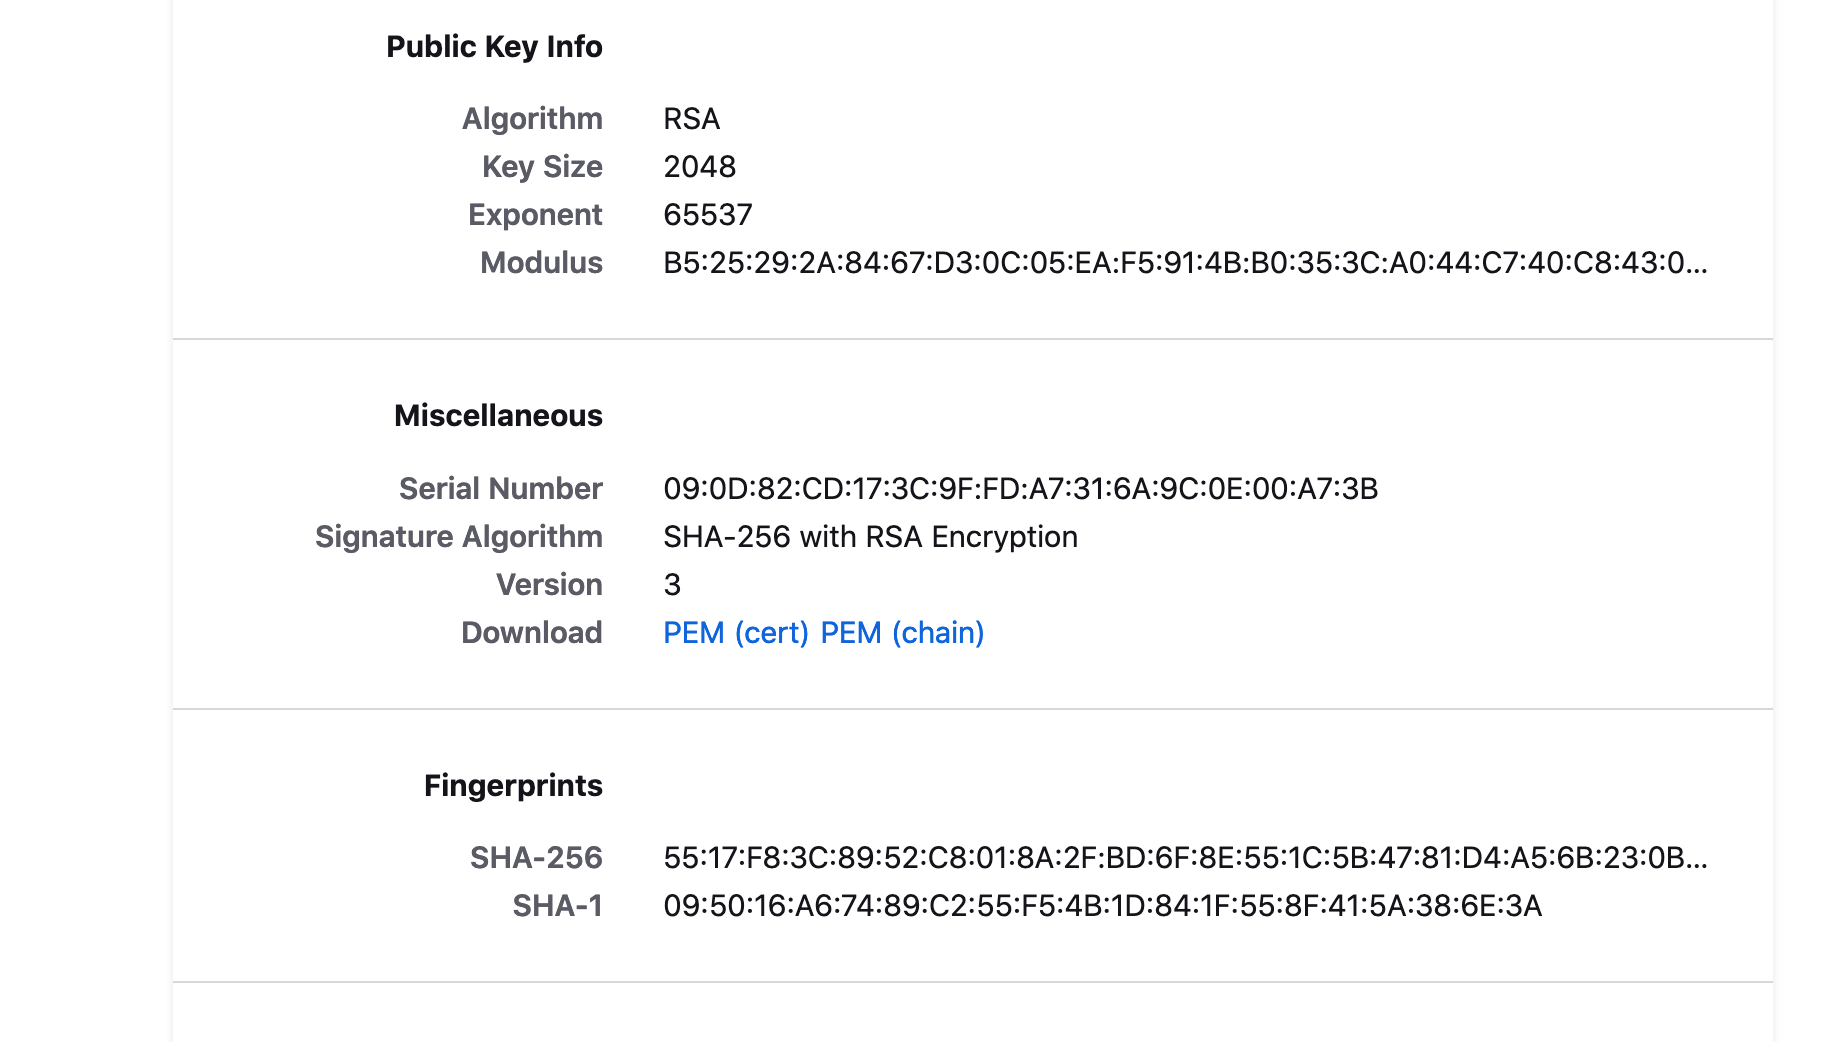 Public Key Info
Algorithm RSA
Key Size 2048
Exponent 65537
Modulus B5:25:29:2A:84:67:D3:0C:05:EA:F5:91:4B:B0:35:3C:A0:44:C7:40:C8:43:0...
Miscellaneous
Serial Number 09:0D:82:CD:17:3C:9F:FD:A7:31:6A:9C:0E:00:A7:3B
Signature Algorithm SHA-256 with RSA Encryption
Version 3
Download PEM (cert) PEM (chain)
Fingerprints
SHA-256 55:17:F8:3C:89:52:C8:01:8A:2F:BD:6F:8E:55:1C:5B:47:81:D4:A5:6B:23:0B...
SHA-1 09:50:16:A6:74:89:C2:55:F5:4B:1D:84:1F:55:8F:41:5A:38:6E:3A